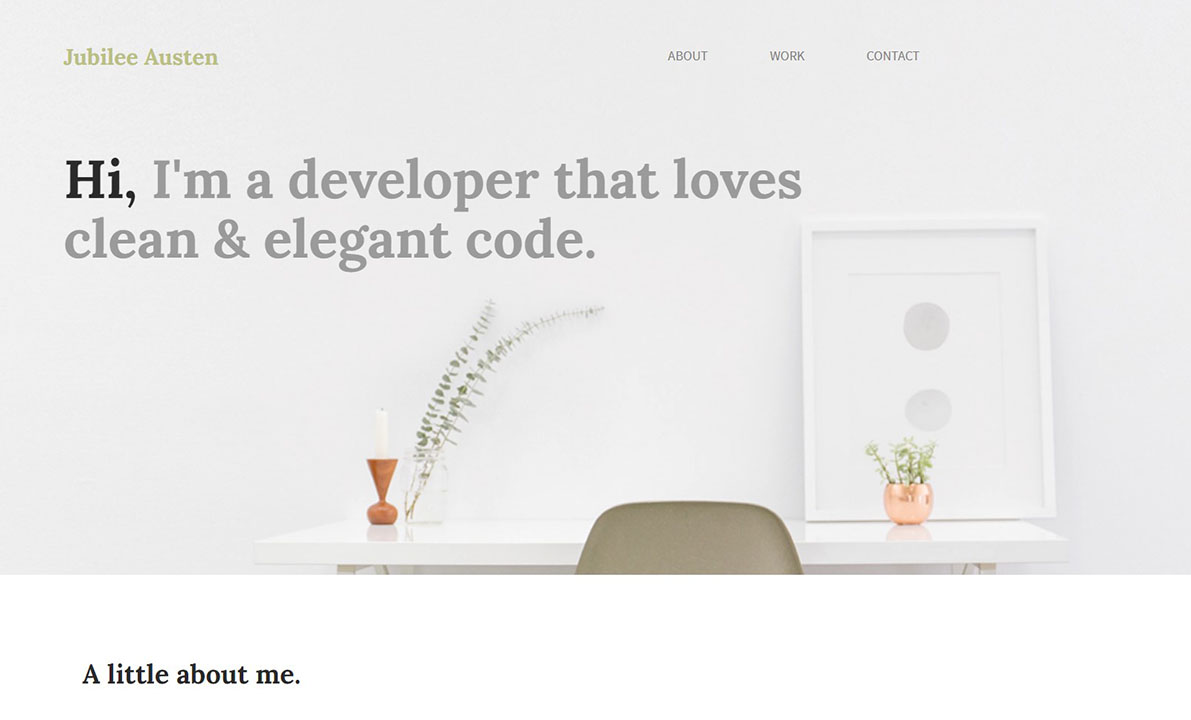 Jubilee Austen
ABOUT WORK CONTACT
Hi, I'm a developer that loves
clean & elegant code.
A little about me.